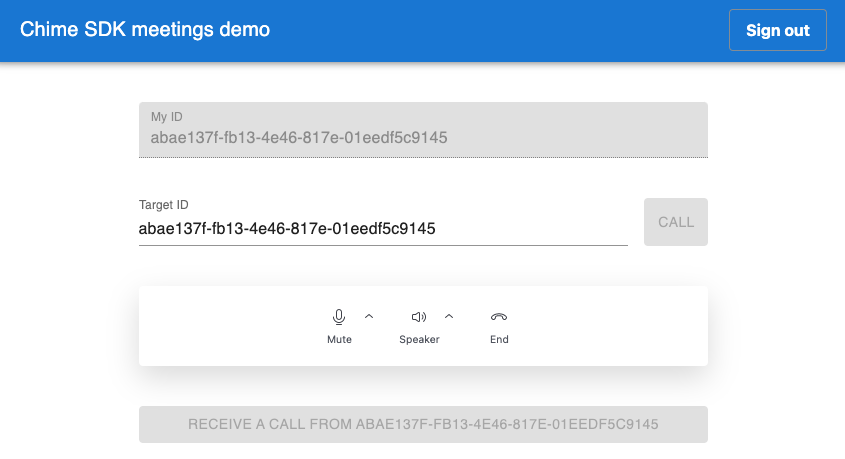 Chime SDK meetings demo
Sign out
My ID
abae137f-fb13-4e46-817e-01eedf5c9145
Target ID
abae137f-fb13-4e46-817e-01eedf5c9145
CALL
Mute
Speaker
End
RECEIVE A CALL FROM ABAE137F-FB13-4E46-817E-01EEDF5C9145